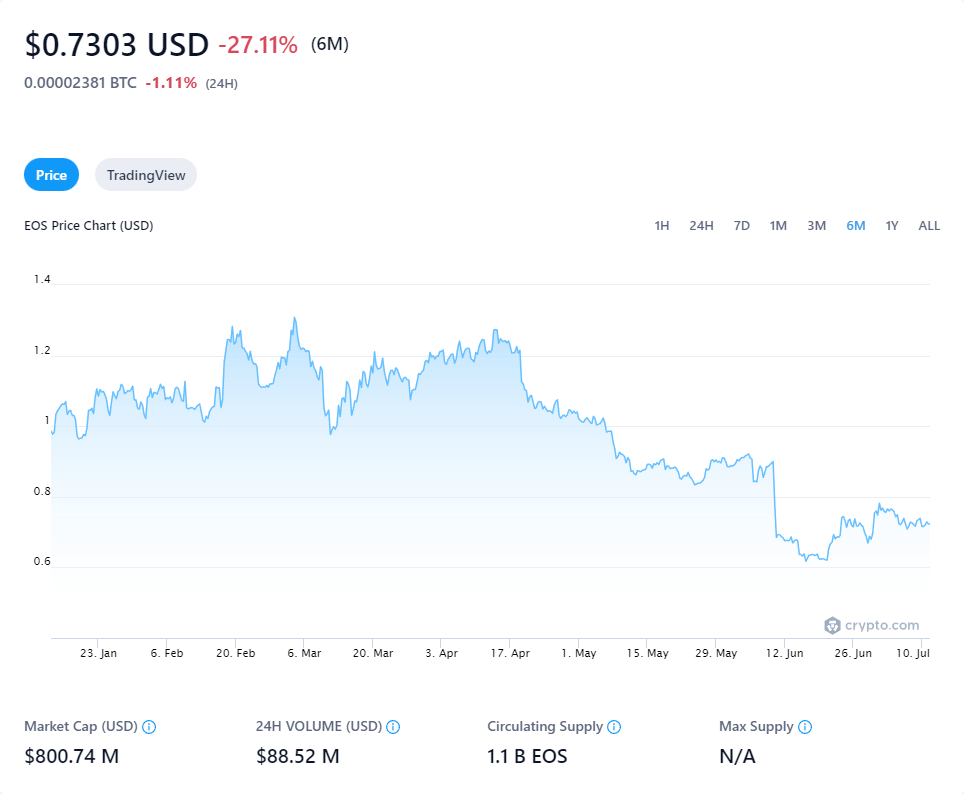 $0.7303 USD -27.11% (6M)
0.00002381 BTC -1.11% (24H)
Price TradingView
EOS Price Chart (USD) 1H 24H 7D 1M 3M 6M 1Y ALL
1.4
1.2
1
0.8
0.6
crypto.com
23. Jan 6. Feb 20. Feb 6. Mar 20. Mar 3. Apr 17. Apr 1. May 15. May 29. May 12. Jun 26. Jun 10. Jul
Market Cap (USD) 24H VOLUME (USD) Circulating Supply Max Supply
$800.74 M $88.52 M 1.1 B EOS N/A